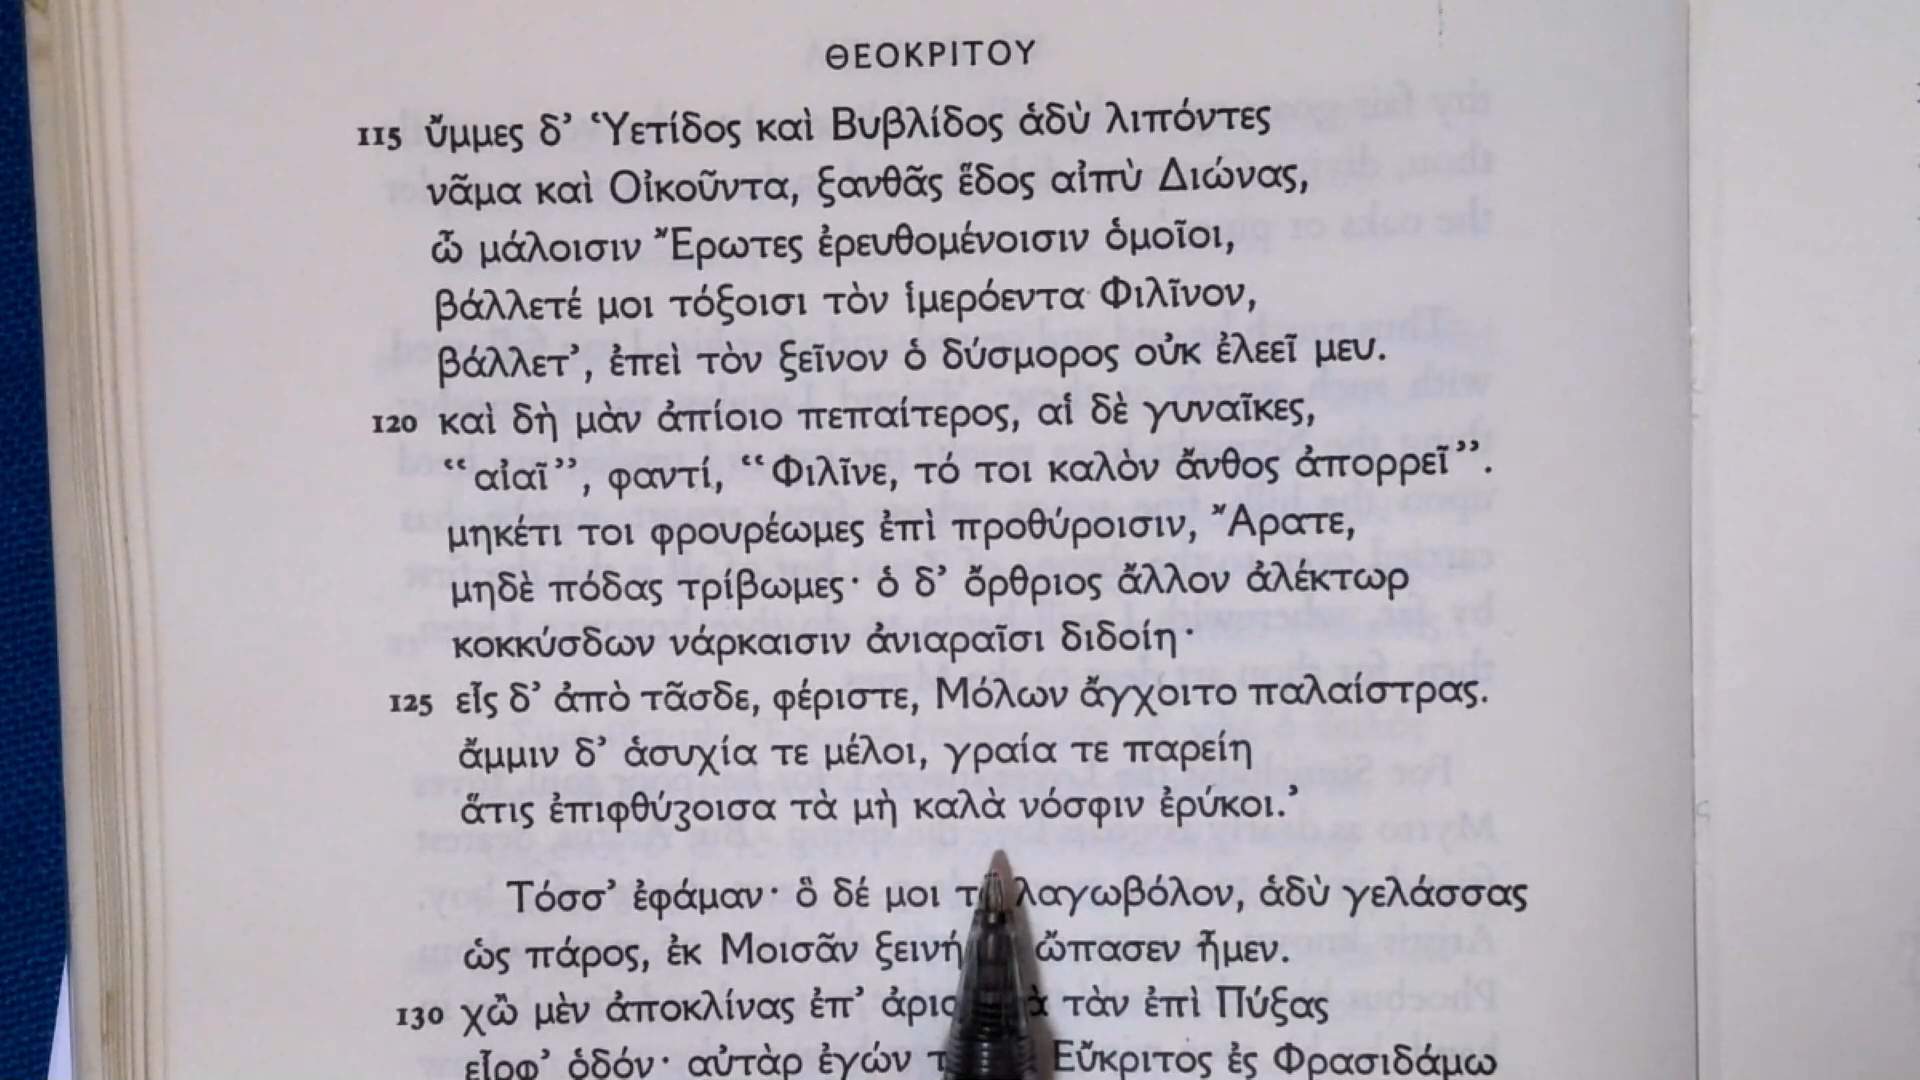 ΘΕΟΚΡΙΤΟΥ
115 ὔμμες δ’ Ὑετίδος καὶ Βυβλίδος ἁδὺ λιπόντες
νᾶμα καὶ Οἰκοῦντα, ξανθᾶς ἕδος αἰπὺ Διώνας,
ὦ μάλοισιν Ἔρωτες ἐρευθομένοισιν ὁμοῖοι,
βάλλετέ μοι τόξοισι τὸν ἱμερόεντα Φιλῖνον,
βάλλετ’, ἐπεὶ τὸν ξεῖνον ὁ δύσμορος οὐκ ἐλεεῖ μευ.
120 καὶ δὴ μὰν ἀπίοιο πεπαίτερος, αἱ δὲ γυναῖκες,
“αἰαῖ”, φαντί, “Φιλῖνε, τό τοι καλὸν ἄνθος ἀπορρεῖ”.
μηκέτι τοι φρουρέωμες ἐπὶ προθύροισιν, Ἄρατε,
μηδὲ πόδας τρίβωμες· ὁ δ’ ὄρθριος ἄλλον ἀλέκτωρ
κοκκύσδων νάρκαισιν ἀνιαραῖσι διδοίη·
125 εἷς δ’ ἀπὸ τᾶσδε, φέριστε, Μόλων ἄγχοιτο παλαίστρας.
ἄμμιν δ’ ἁσυχία τε μέλοι, γραία τε παρείη
ἅτις ἐπιφθύζοισα τὰ μὴ καλὰ νόσφιν ἐρύκοι.’
Τόσσ’ ἐφάμαν· ὃ δέ μοι λαγωβόλον, ἁδὺ γελάσσας
ὡς πάρος, ἐκ Μοισᾶν ὤπασεν ἦμεν.
130 χὢ μὲν ἀποκλίνας ἐπ’ τὰν ἐπὶ Πύξας
εἷρφ’ ὁδόν· αὐτὰρ ἐγών Εὔκριτος ἐς Φρασιδάμω